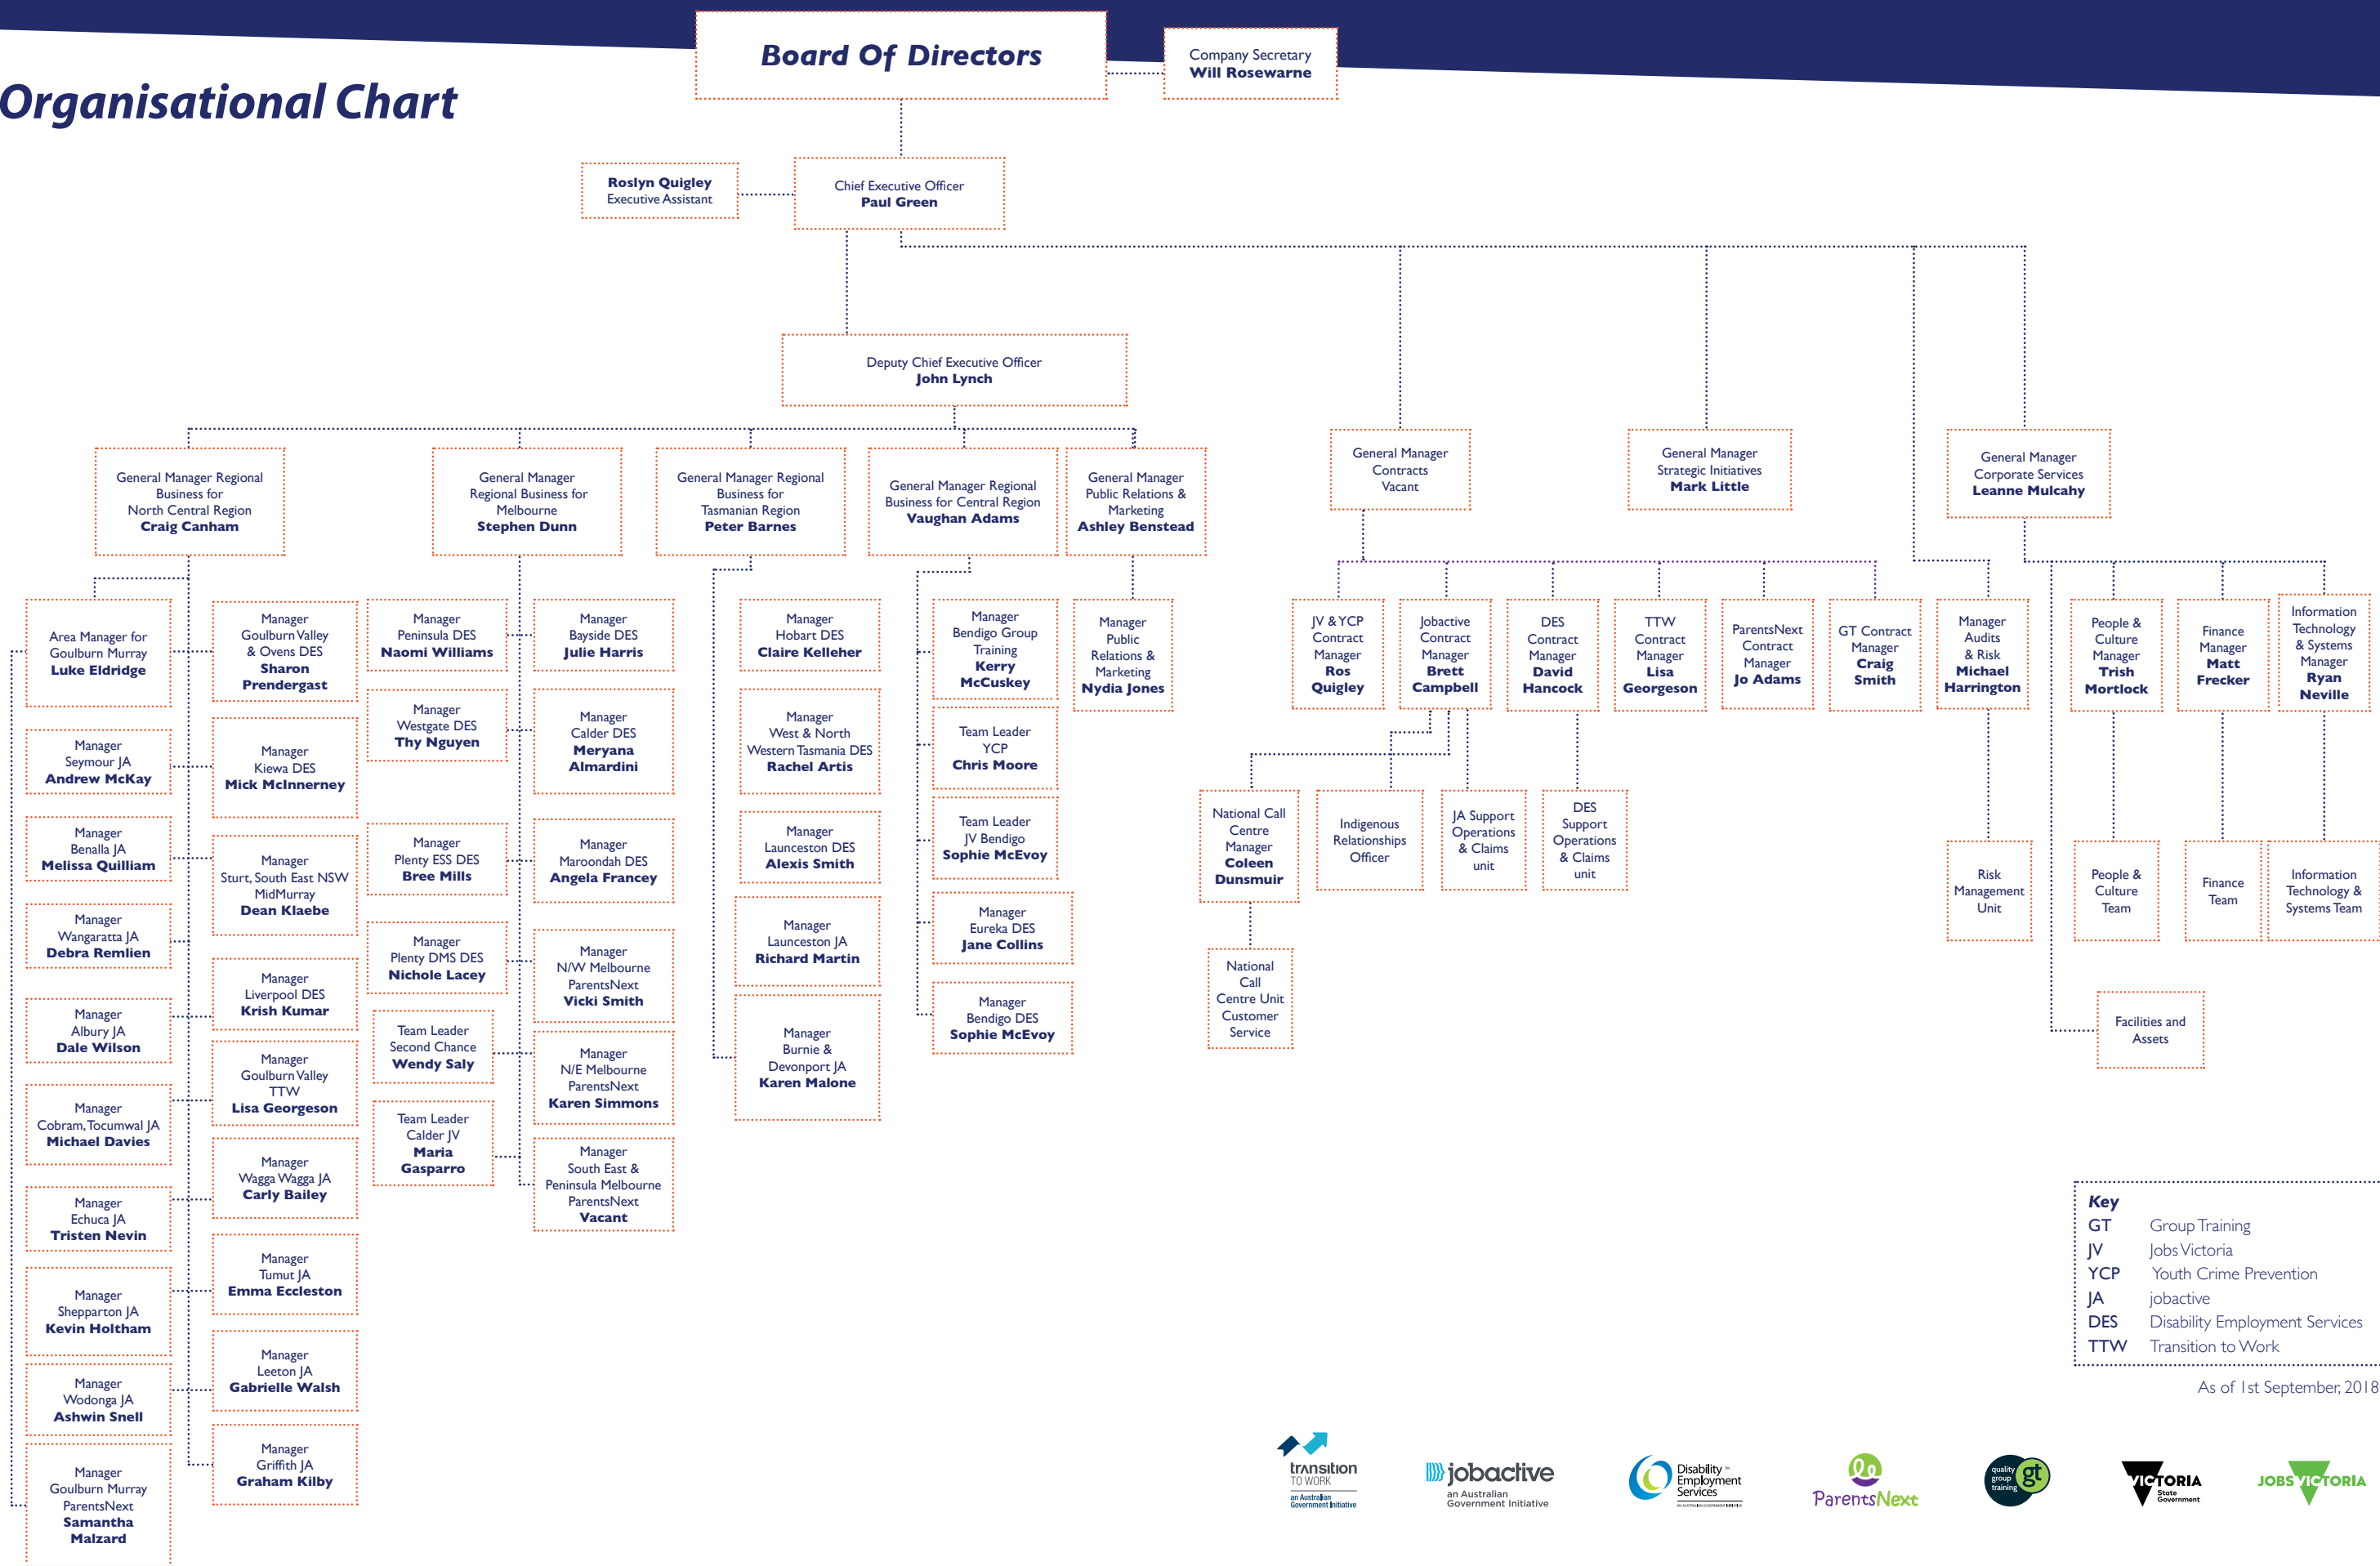 Board Of Directors
Company Secretary
Will Rosewarne
Organisational Chart
Roslyn Quigley
Executive Assistant
Chief Executive Officer
Paul Green
Deputy Chief Executive Officer
John Lynch
General Manager Regional
Business for
North Central Region
Craig Canham
General Manager
Regional Business for
Melbourne
Stephen Dunn
General Manager Regional
Business for
Tasmanian Region
Peter Barnes
General Manager Regional
Business for Central Region
Vaughan Adams
General Manager
Public Relations &
Marketing
Ashley Benstead
General Manager
Contracts
Vacant
General Manager
Strategic Initiatives
Mark Little
General Manager
Corporate Services
Leanne Mulcahy
Area Manager for
Goulburn Murray
Luke Eldridge
Manager
Seymour JA
Andrew McKay
Manager
Benalla JA
Melissa Quilliam
Manager
Wangaratta JA
Debra Remlien
Manager
Albury JA
Dale Wilson
Manager
Cobram, Tocumwal JA
Michael Davies
Manager
Echuca JA
Tristen Nevin
Manager
Shepparton JA
Kevin Holtham
Manager
Wodonga JA
Ashwin Snell
Manager
Goulburn Murray
ParentsNext
Samantha
Malzard
Manager
Goulburn Valley
& Ovens DES
Sharon
Prendergast
Manager
Kiewa DES
Mick McInnerney
Manager
Sturt, South East NSW
MidMurray
Dean Klaebe
Manager
Liverpool DES
Krish Kumar
Manager
Goulburn Valley
TTW
Lisa Georgeson
Manager
Wagga Wagga JA
Carly Bailey
Manager
Tumut JA
Emma Eccleston
Manager
Leeton JA
Gabrielle Walsh
Manager
Griffith JA
Graham Kilby
Manager
Peninsula DES
Naomi Williams
Manager
Westgate DES
Thy Nguyen
Manager
Plenty ESS DES
Bree Mills
Manager
Plenty DMS DES
Nichole Lacey
Team Leader
Second Chance
Wendy Saly
Team Leader
Calder JV
Maria
Gasparro
Manager
Bayside DES
Julie Harris
Manager
Calder DES
Meryana
Almardini
Manager
Maroondah DES
Angela Francey
Manager
N/W Melbourne
ParentsNext
Vicki Smith
Manager
N/E Melbourne
ParentsNext
Karen Simmons
Manager
South East &
Peninsula Melbourne
ParentsNext
Vacant
Manager
Hobart DES
Claire Kelleher
Manager
West & North
Western Tasmania DES
Rachel Artis
Manager
Launceston DES
Alexis Smith
Manager
Launceston JA
Richard Martin
Manager
Burnie &
Devonport JA
Karen Malone
Manager
Bendigo Group
Training
Kerry
McCuskey
Team Leader
YCP
Chris Moore
Team Leader
JV Bendigo
Sophie McEvoy
Manager
Eureka DES
Jane Collins
Manager
Bendigo DES
Sophie McEvoy
Manager
Public
Relations &
Marketing
Nydia Jones
JV & YCP
Contract
Manager
Ros
Quigley
Jobactive
Contract
Manager
Brett
Campbell
DES
Contract
Manager
David
Hancock
TTW
Contract
Manager
Lisa
Georgeson
ParentsNext
Contract
Manager
Jo Adams
GT Contract
Manager
Craig
Smith
Manager
Audits
& Risk
Michael
Harrington
People &
Culture
Manager
Trish
Mortlock
Finance
Manager
Matt
Frecker
Information
Technology
& Systems
Manager
Ryan
Neville
National Call
Centre
Manager
Coleen
Dunsmuir
Indigenous
Relationships
Officer
JA Support
Operations
& Claims
unit
DES
Support
Operations
& Claims
unit
Risk
Management
Unit
People &
Culture
Team
Finance
Team
Information
Technology &
Systems Team
National
Call
Centre Unit
Customer
Service
Facilities and
Assets
Key
GT Group Training
JV Jobs Victoria
YCP Youth Crime Prevention
JA jobactive
DES Disability Employment Services
TTW Transition to Work
As of 1st September, 2018
transition
TO WORK
an Australian
Government Initiative
jobactive
an Australian
Government Initiative
Disability
Employment
Services
AN AUSTRALIAN GOVERNMENT INITIATIVE
ParentsNext
quality
group
training
gt
VICTORIA
State
Government
JOBS VICTORIA